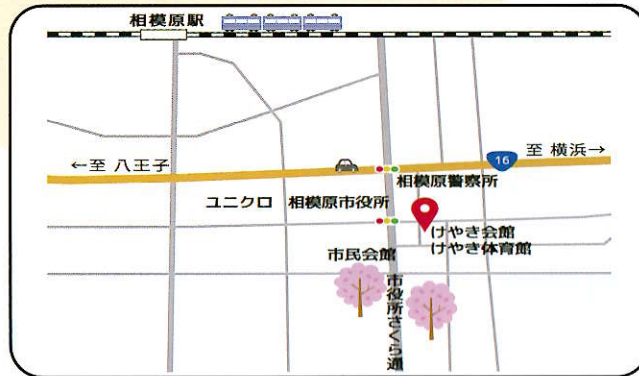 相模原駅
←至 八王子
16
至 横浜→
相模原警察所
ユニクロ
相模原市役所
けやき会館
けやき体育館
市民会館
市役所さくら通